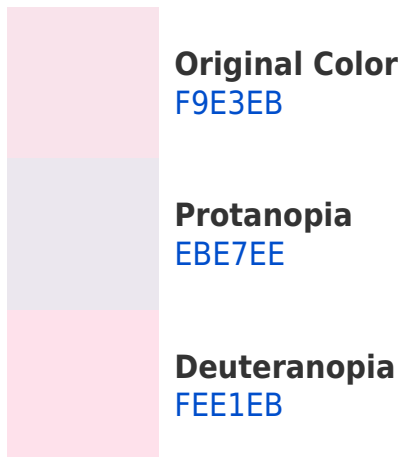 Original Color
F9E3EB
Protanopia
EBE7EE
Deuteranopia
FEE1EB